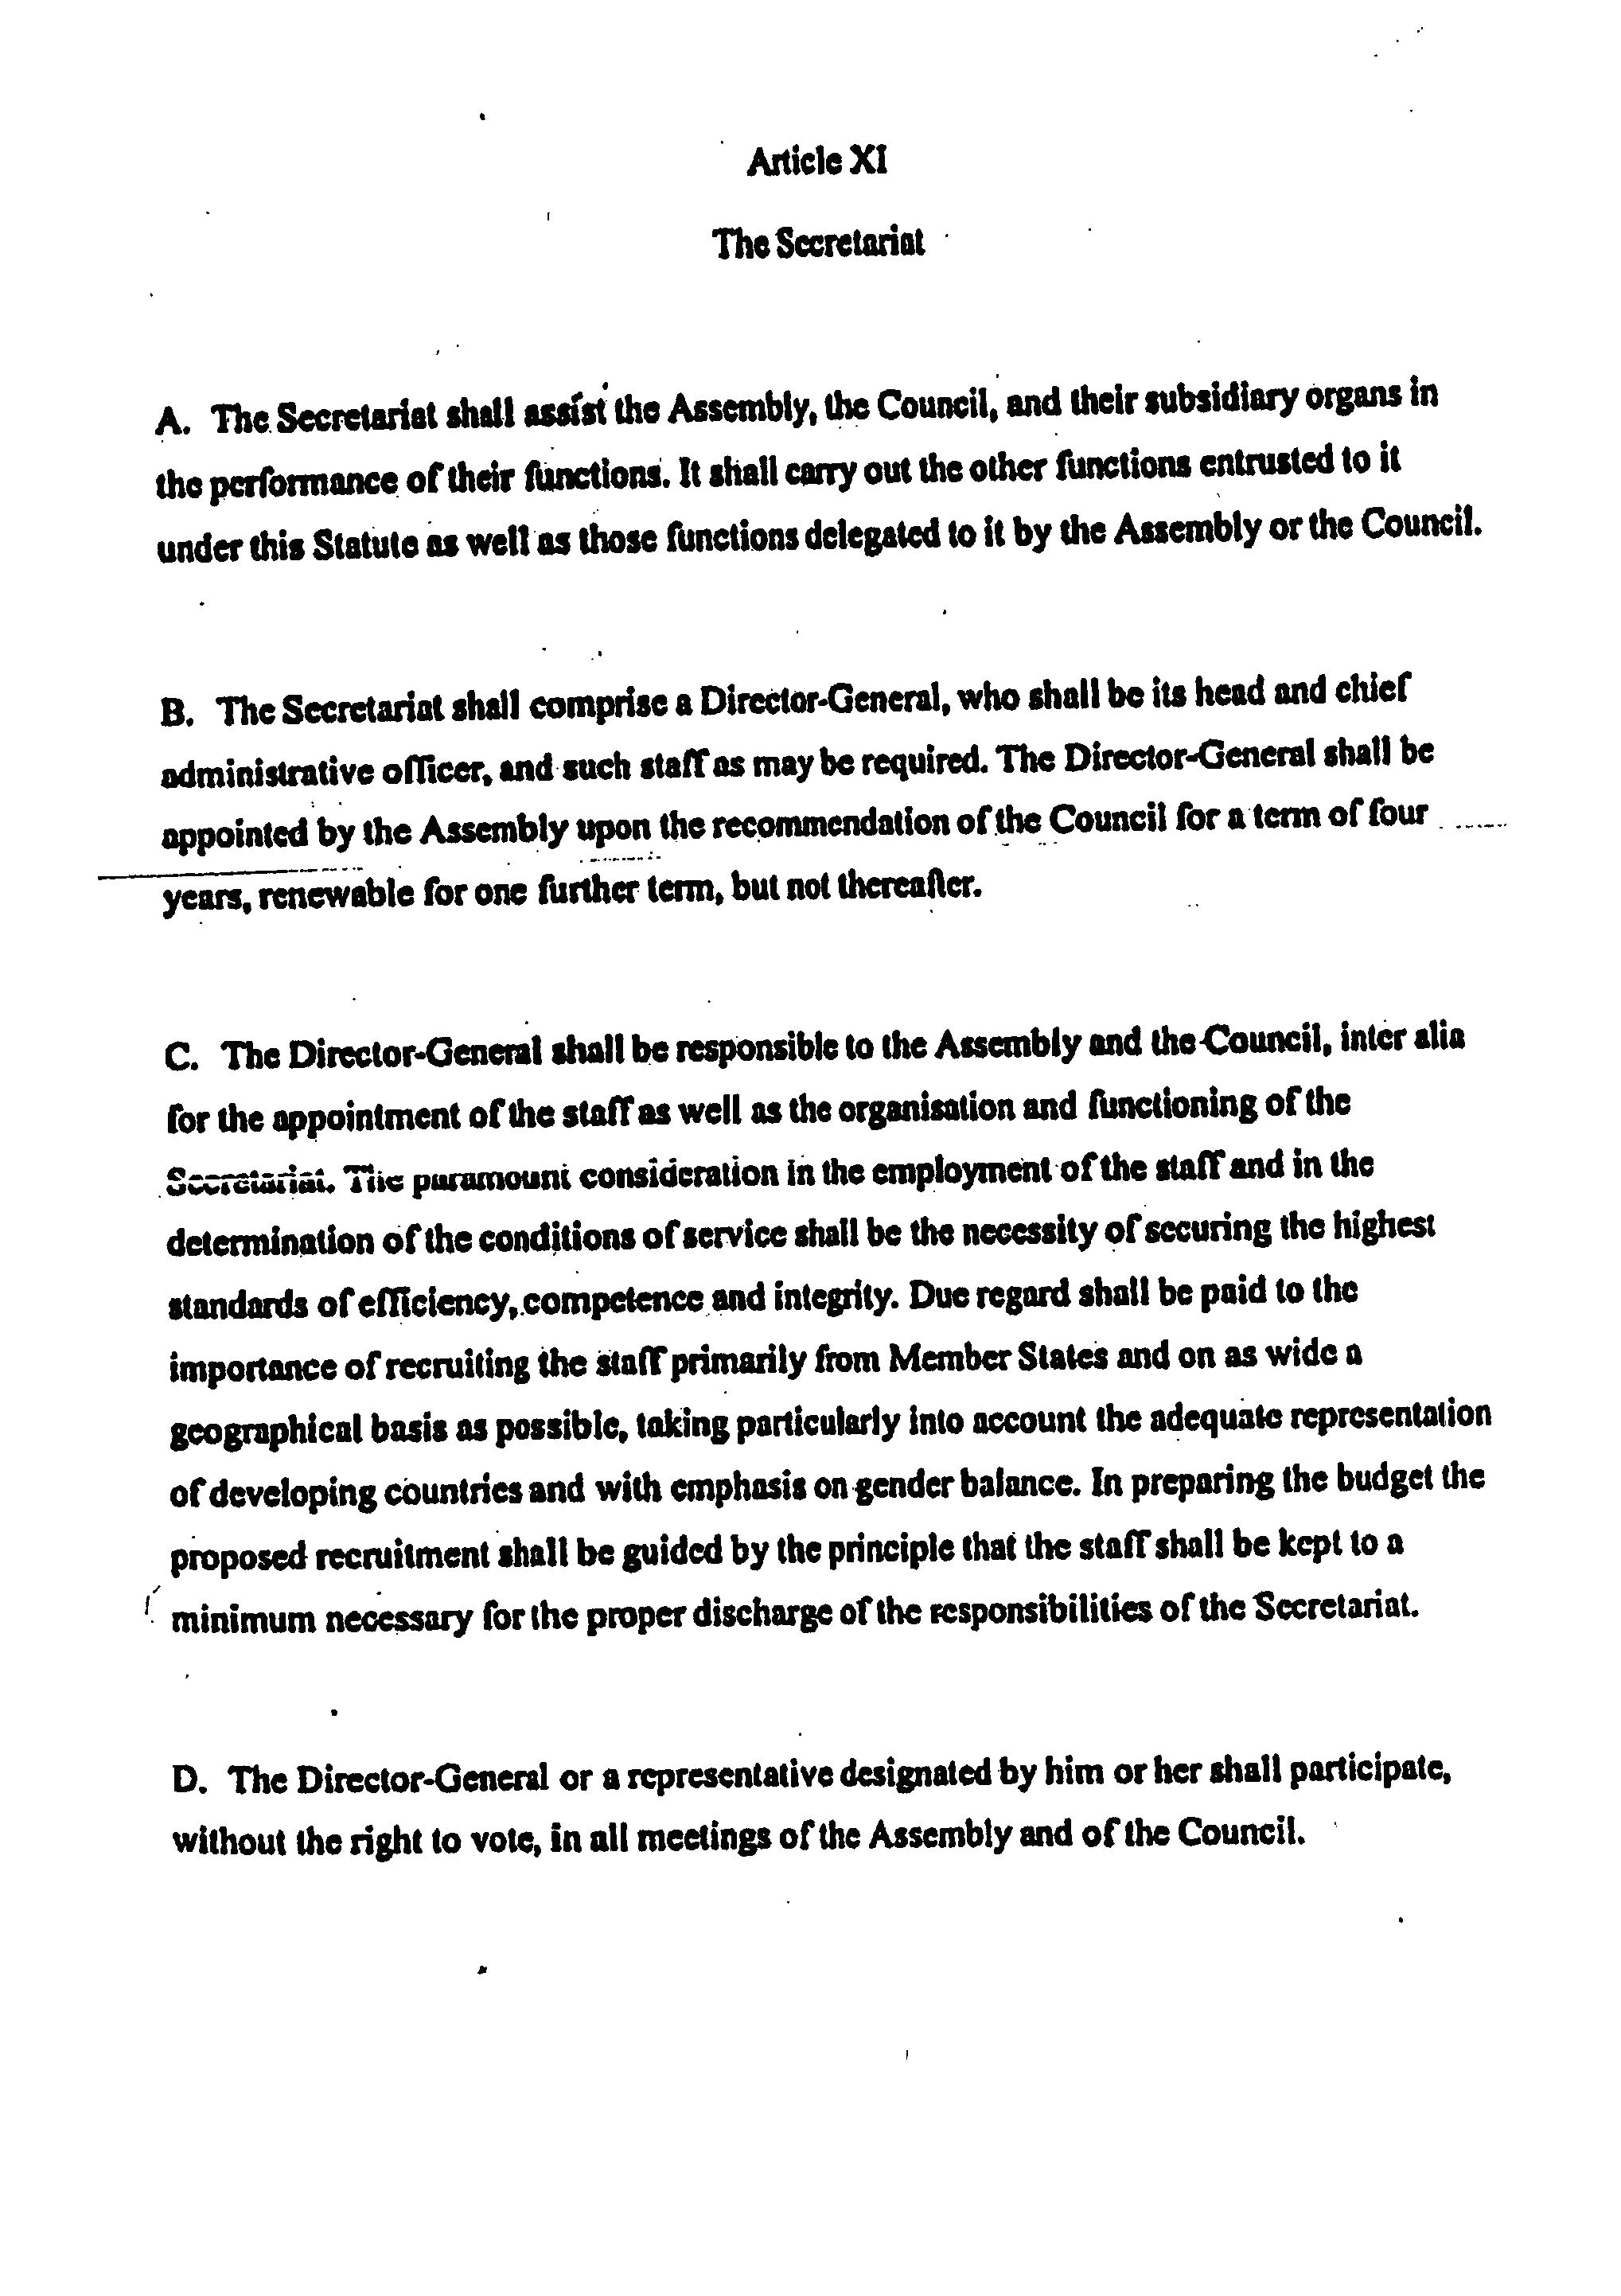 Article XI
The Secretariat
A. The Secretariat shall assist the Assembly, the Council, and their subsidiary organs in
the performance of their functions. It shall carry out the other functions entrusted to it
under this Statute as well as those functions delegated to it by the Assembly or the Council.
B. The Secretariat shall comprise a Director-General, who shall be its head and chief
administrative officer, and such staff as may be required. The Director-General shall be
appointed by the Assembly upon the recommendation of the Council for a term of four
years, renewable for one further term, but not thereafter.
C. The Director-General shall be responsible to the Assembly and the Council, inter alia
for the appointment of the staff as well as the organisation and functioning of the
Secretariat. The paramount consideration in the employment of the staff and in the
determination of the conditions of service shall be the necessity of securing the highest
standards of efficiency, competence and integrity. Due regard shall be paid to the
importance of recruiting the staff primarily from Member States and on as wide a
geographical basis as possible, taking particularly into account the adequate representation
of developing countries and with emphasis on gender balance. In preparing the budget the
proposed recruitment shall be guided by the principle that the staff shall be kept to a
minimum necessary for the proper discharge of the responsibilities of the Secretariat.
D. The Director-General or a representative designated by him or her shall participate,
without the right to vote, in all meetings of the Assembly and of the Council.